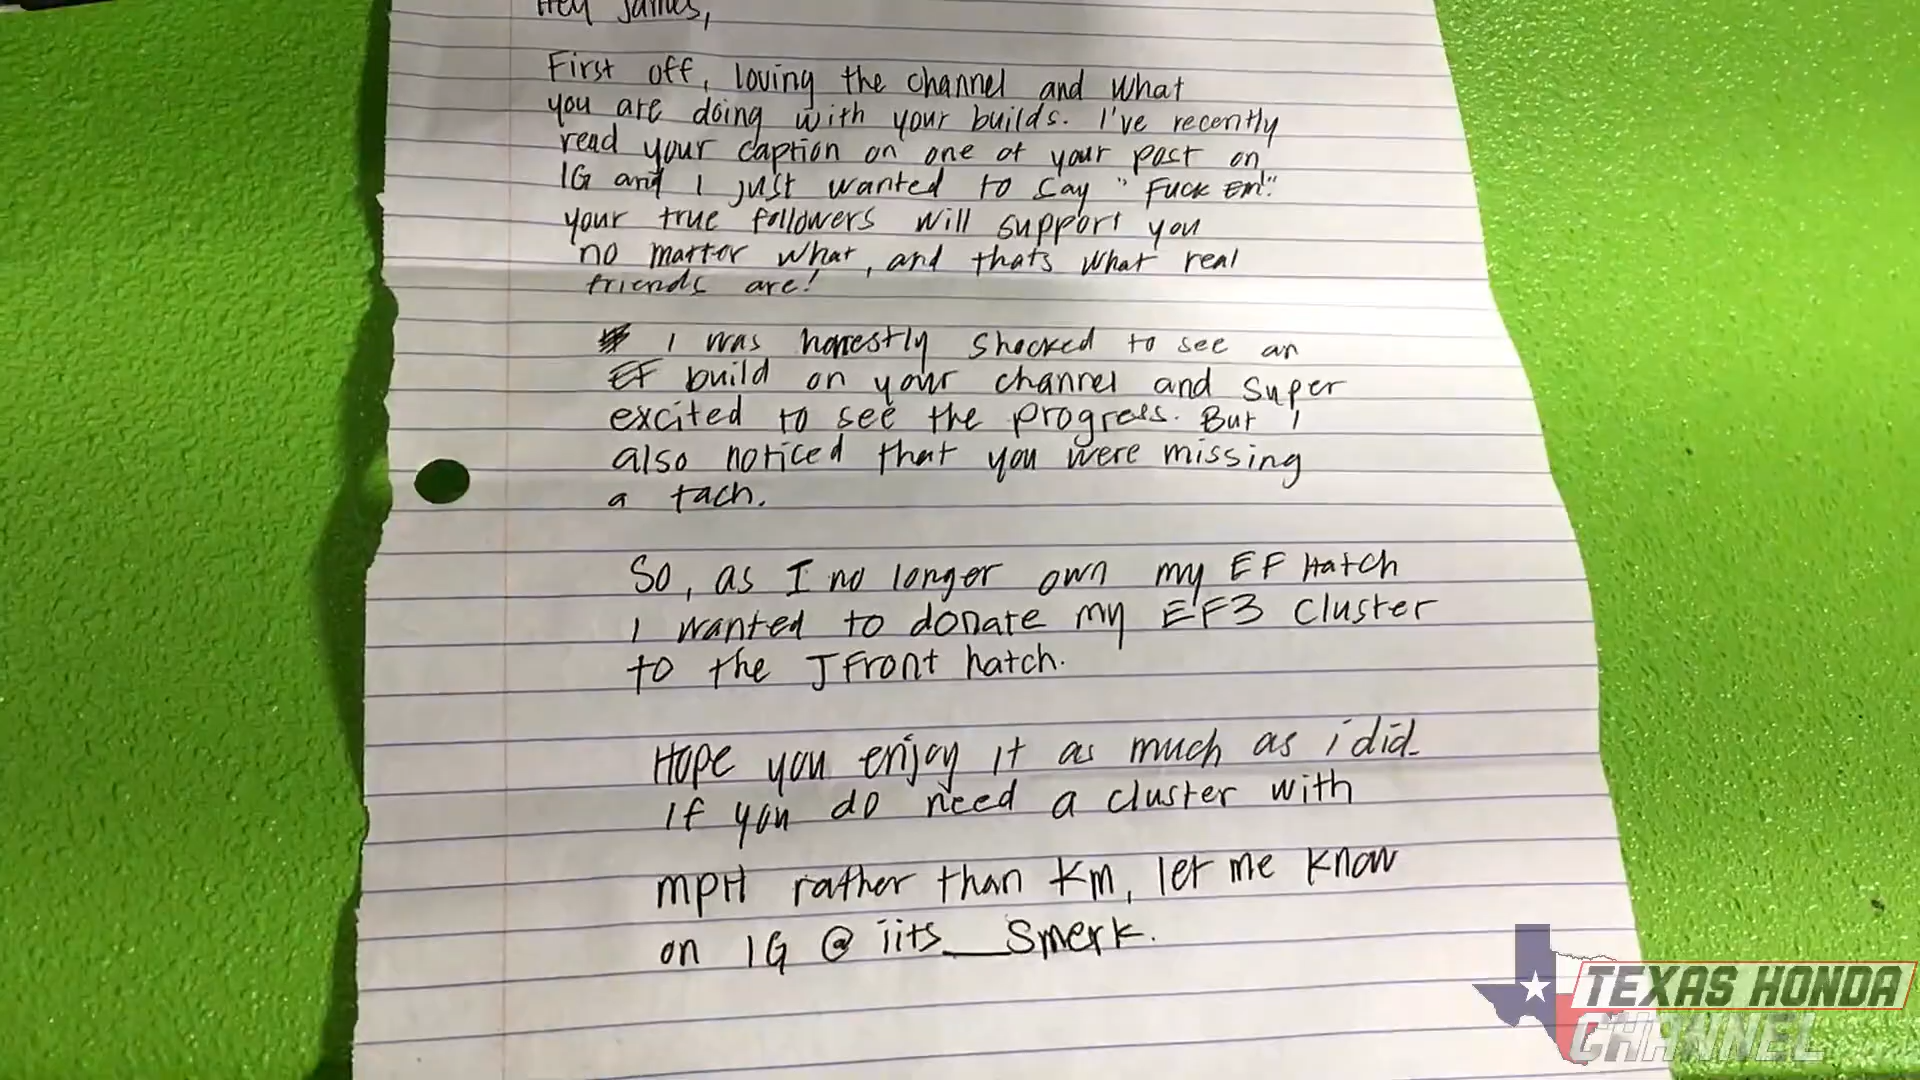 Hey James,
First off, loving the channel and what
you are doing with your builds. I've recently
read your caption on one of your post on
IG and I just wanted to say "Fuck Em!"
your true followers will support you
no matter what, and thats what real
friends are!
I was honestly shocked to see an
EF build on your channel and super
excited to see the progress. But I
also noticed that you were missing
a tach.
So, as I no longer own my EF Hatch
I wanted to donate my EF3 cluster
to the JFront hatch.
Hope you enjoy it as much as i did.
If you do need a cluster with
MPH rather than Km, let me know
on IG @ iits__Smerk.
TEXAS HONDA
CHANNEL